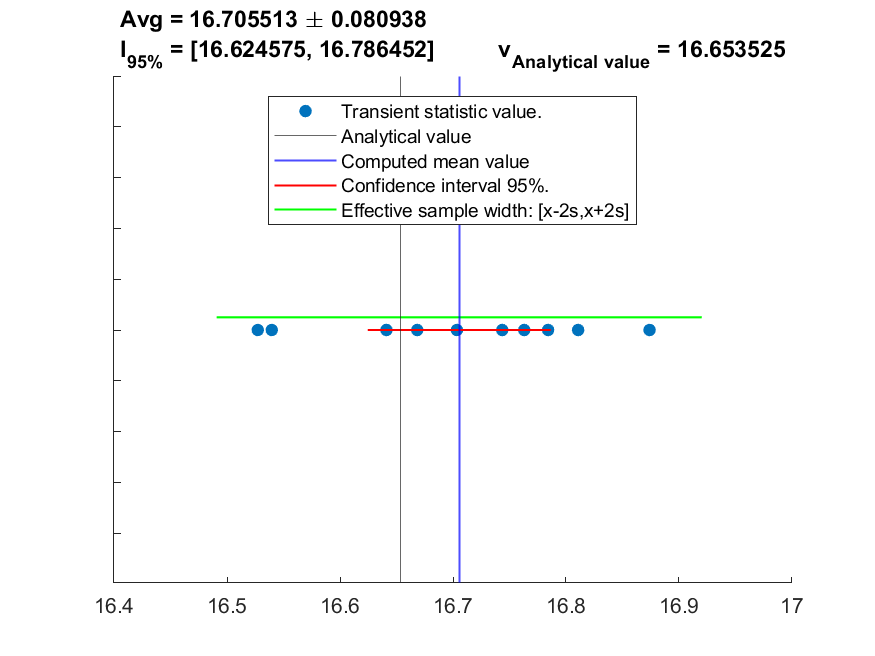 Avg = 16.705513 ± 0.080938
I95% = [16.624575, 16.786452] vAnalytical value = 16.653525
Transient statistic value.
Analytical value
Computed mean value
Confidence interval 95%.
Effective sample width: [x-2s,x+2s]
16.4 16.5 16.6 16.7 16.8 16.9 17